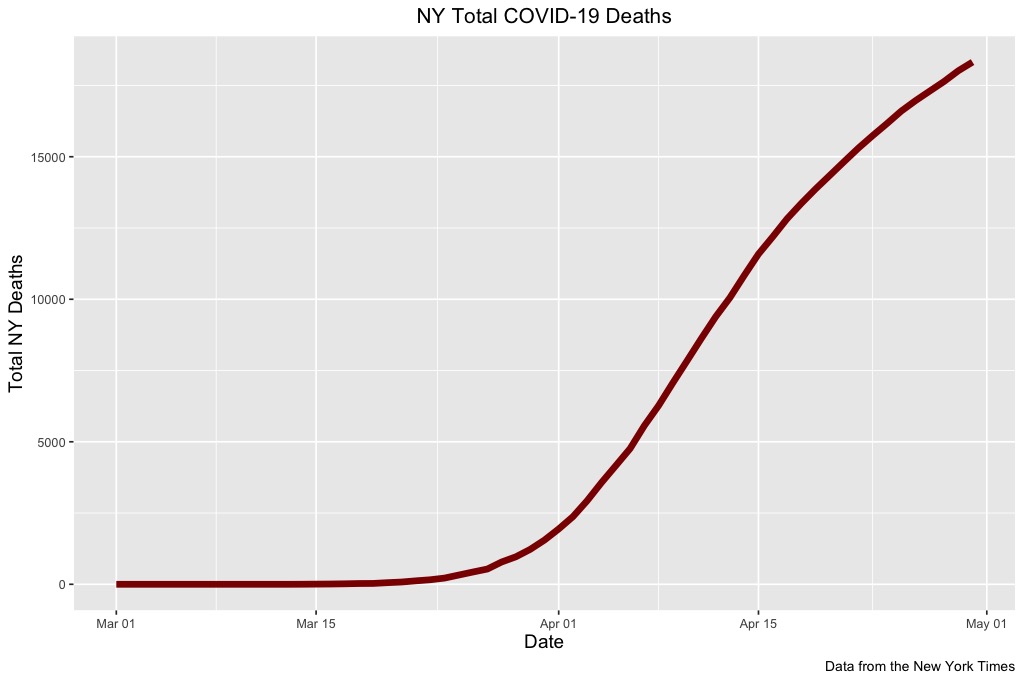 NY Total COVID-19 Deaths
Total NY Deaths
15000
10000
5000
0
Mar 01
Mar 15
Apr 01
Apr 15
May 01
Date
Data from the New York Times